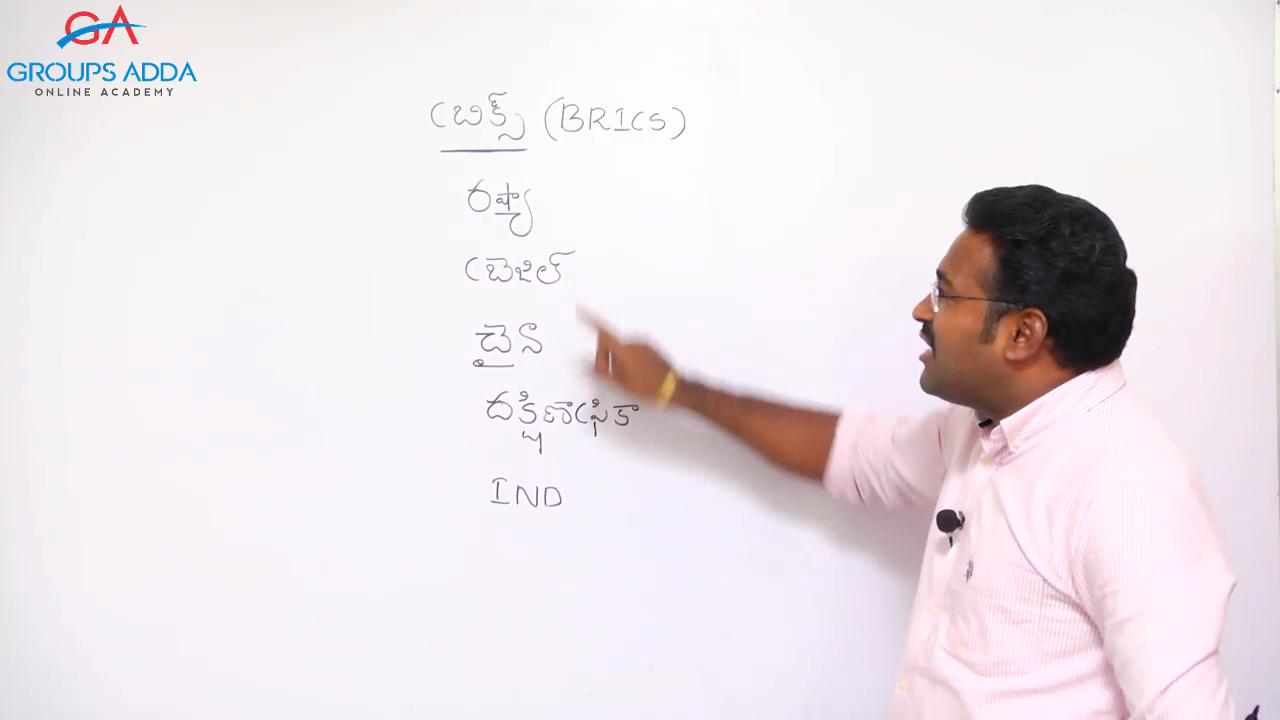 GA
GROUPS ADDA
ONLINE ACADEMY
బ్రిక్స్ (BRICS)
రష్యా
బ్రెజిల్
చైనా
దక్షిణాఫ్రికా
IND